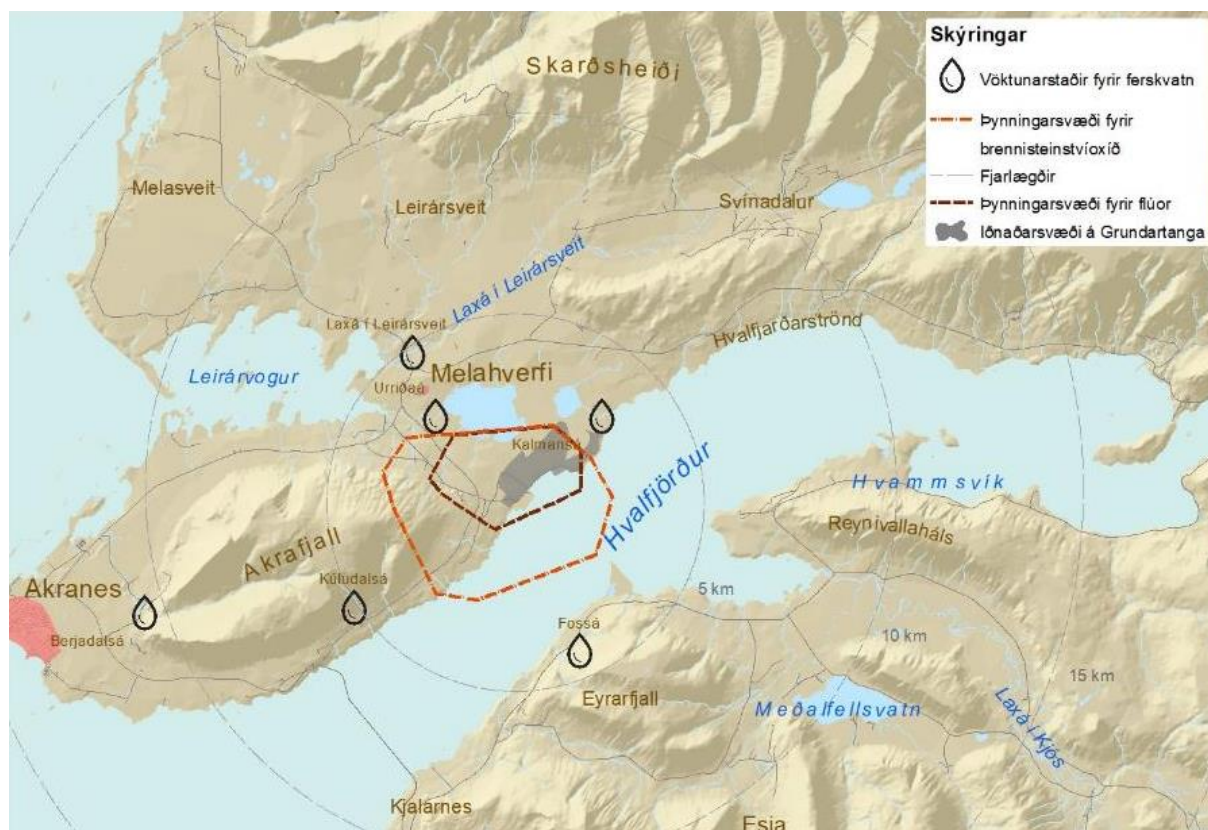 Skýringar
Vöktunarstaðir fyrir ferskvatn
Þynningarsvæði fyrir
brennisteinstvíoxíð
Fjarlægðir
Þynningarsvæði fyrir flúor
Iðnaðarsvæði á Grundartanga
Skarðsheiði
Melasveit
Leirársveit
Svínadalur
Laxá í Leirársveit
Laxá í Leirársveit
Hvalfjarðarströnd
Leirárvogur
Melahverfi
Urriðaá
Kalmansá
Hvalfjörður
Hvammsvík
Reynivallaháls
Akrafjall
Kúludalsá
Akranes
Berjadalsá
5 km
Fossá
10 km
15 km
Eyrarfjall
Meðalfellsvatn
Laxá í Kjós
Kjalárnes
Esja